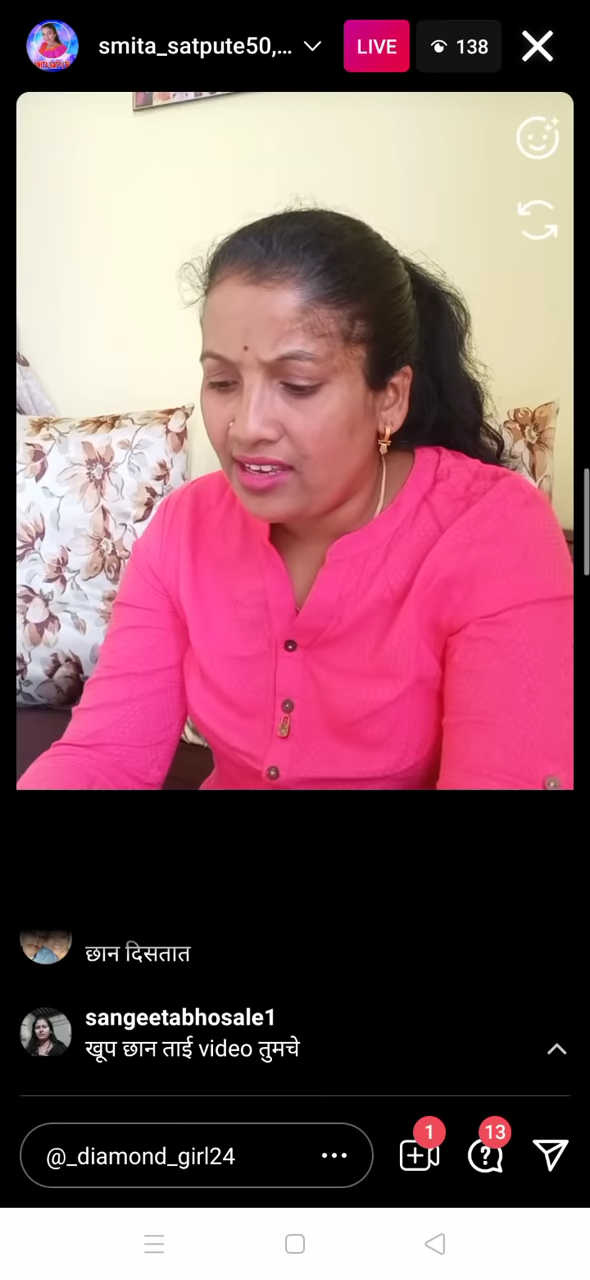 smita_satpute50,...
LIVE
138
छान दिसतात
sangeetabhosale1
खूप छान ताई video तुमचे
@_diamond_girl24
1
13